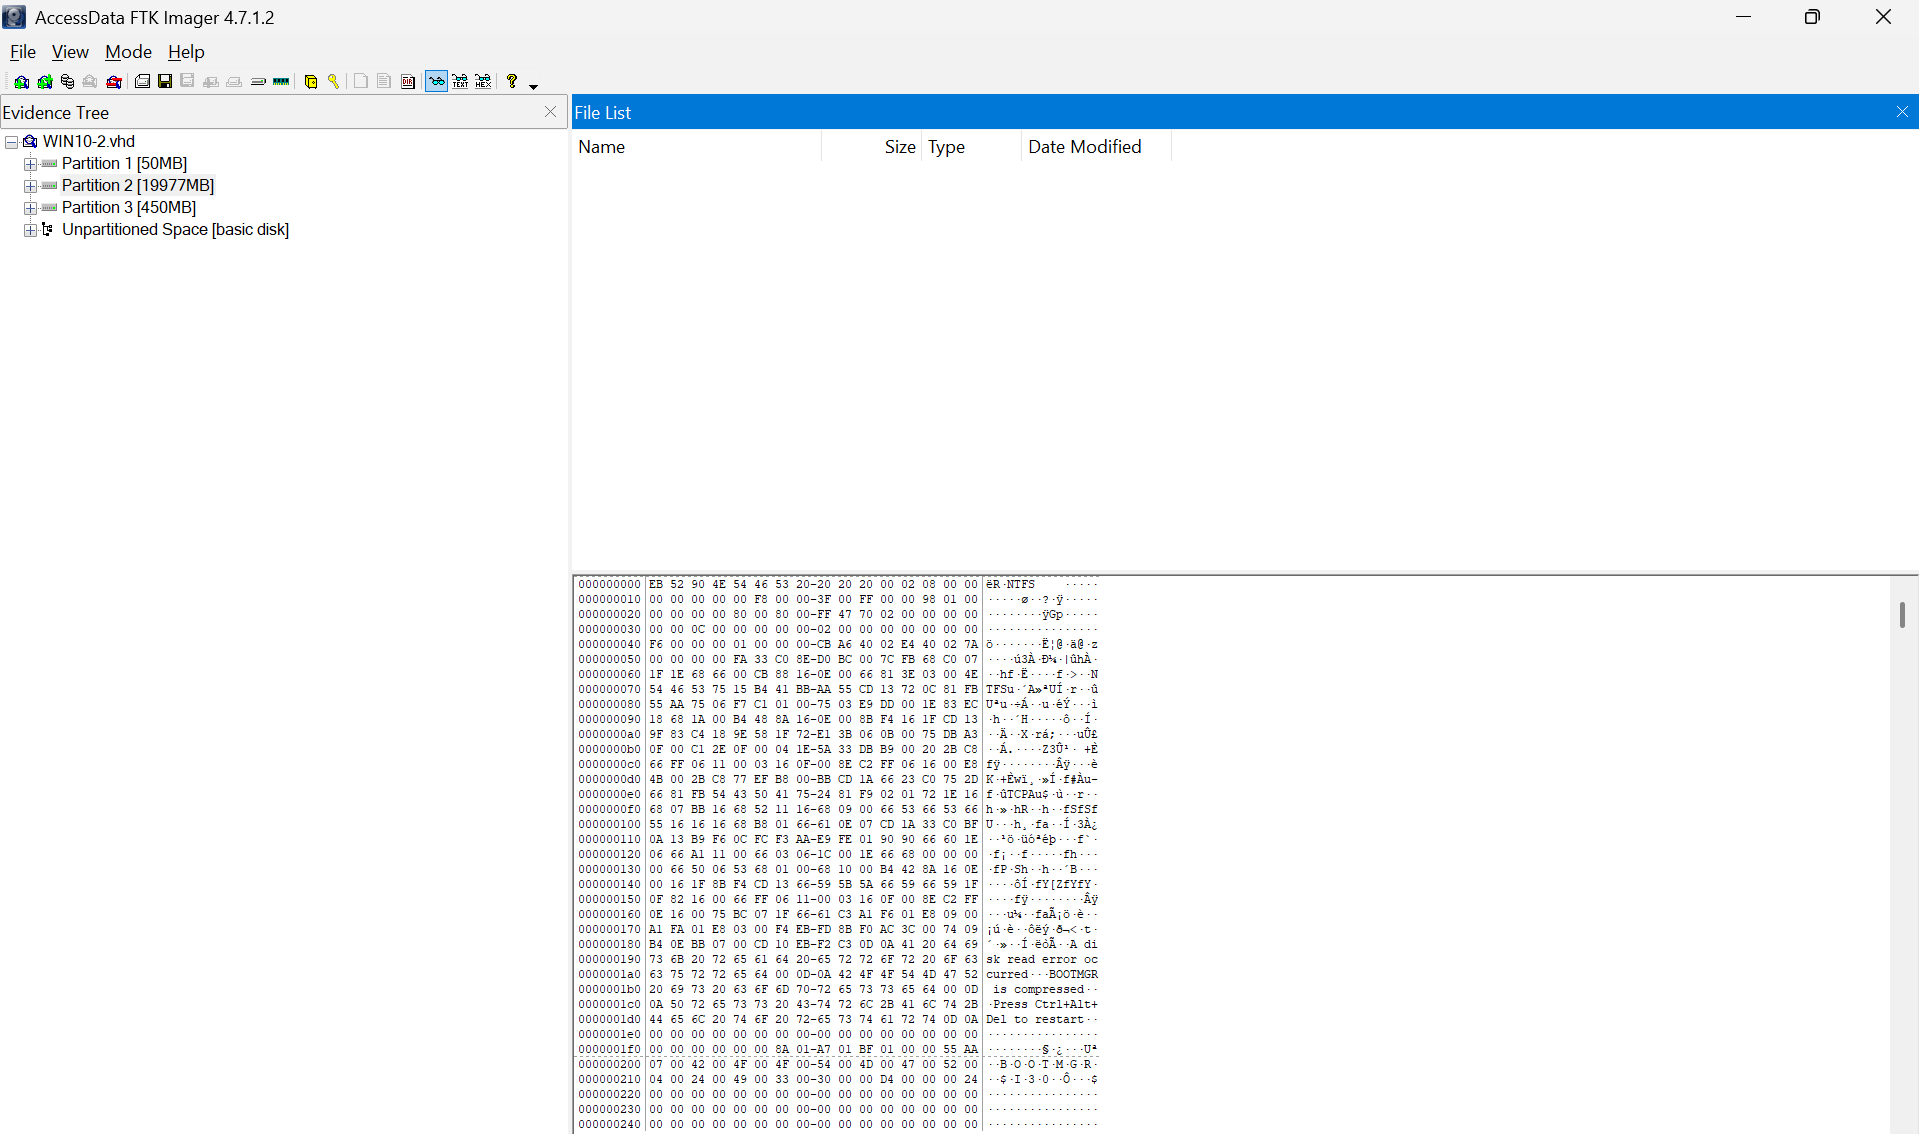 AccessData FTK Imager 4.7.1.2
File View Mode Help
Evidence Tree
WIN10-2.vhd
Partition 1 [50MB]
Partition 2 [19977MB]
Partition 3 [450MB]
Unpartitioned Space [basic disk]
File List
Name Size Type Date Modified
000000000 EB 52 90 4E 54 46 53 20-20 20 20 00 02 08 00 00 ëR·NTFS    ·····
000000010 00 00 00 00 00 F8 00 00-3F 00 FF 00 00 98 01 00 ·····ø··?·ÿ·····
000000020 00 00 00 00 80 00 80 00-FF 47 70 02 00 00 00 00 ········ÿGp·····
000000030 00 00 0C 00 00 00 00 00-02 00 00 00 00 00 00 00 ················
000000040 F6 00 00 00 01 00 00 00-CB A6 40 02 E4 40 02 7A ö·······Ë¦@·ä@·z
000000050 00 00 00 00 FA 33 C0 8E-D0 BC 00 7C FB 68 C0 07 ····ú3À·Ð¼·|ûhÀ·
000000060 1F 1E 68 66 00 CB 88 16-0E 00 66 81 3E 03 00 4E ··hf·Ë····f·>··N
000000070 54 46 53 75 15 B4 41 BB-AA 55 CD 13 72 0C 81 FB TFSu·´A»ªUÍ·r··û
000000080 55 AA 75 06 F7 C1 01 00-75 03 E9 DD 00 1E 83 EC Uªu·÷Á··u·éÝ···ì
000000090 18 68 1A 00 B4 48 8A 16-0E 00 8B F4 16 1F CD 13 ·h··´H·····ô··Í·
0000000a0 9F 83 C4 18 9E 58 1F 72-E1 3B 06 0B 00 75 DB A3 ··Ä··X·rá;···uÛ£
0000000b0 0F 00 C1 2E 0F 00 04 1E-5A 33 DB B9 00 20 2B C8 ··Á.····Z3Û¹· +È
0000000c0 66 FF 06 11 00 03 16 0F-00 8E C2 FF 06 16 00 E8 fÿ········Âÿ···è
0000000d0 4B 00 2B C8 77 EF B8 00-BB CD 1A 66 23 C0 75 2D K·+Èwï¸·»Í·f#Àu-
0000000e0 66 81 FB 54 43 50 41 75-24 81 F9 02 01 72 1E 16 f·ûTCPAu$·ù··r··
0000000f0 68 07 BB 16 68 52 11 16-68 09 00 66 53 66 53 66 h·»·hR··h··fSfSf
000000100 55 16 16 16 68 B8 01 66-61 0E 07 CD 1A 33 C0 BF U···h¸·fa··Í·3À¿
000000110 0A 13 B9 F6 0C FC F3 AA-E9 FE 01 90 90 66 60 1E ··¹ö·üóªéþ···f`·
000000120 06 66 A1 11 00 66 03 06-1C 00 1E 66 68 00 00 00 ·f¡··f·····fh···
000000130 00 66 50 06 53 68 01 00-68 10 00 B4 42 8A 16 0E ·fP·Sh··h··´B···
000000140 00 16 1F 8B F4 CD 13 66-59 5B 5A 66 59 66 59 1F ····ôÍ·fY[ZfYfY·
000000150 0F 82 16 00 66 FF 06 11-00 03 16 0F 00 8E C2 FF ····fÿ········Âÿ
000000160 0E 16 00 75 BC 07 1F 66-61 C3 A1 F6 01 E8 09 00 ···u¼··faÃ¡ö·è··
000000170 A1 FA 01 E8 03 00 F4 EB-FD 8B F0 AC 3C 00 74 09 ¡ú·è··ôëý·ð¬<·t·
000000180 B4 0E BB 07 00 CD 10 EB-F2 C3 0D 0A 41 20 64 69 ´·»··Í·ëòÃ··A di
000000190 73 6B 20 72 65 61 64 20-65 72 72 6F 72 20 6F 63 sk read error oc
0000001a0 63 75 72 72 65 64 00 0D-0A 42 4F 4F 54 4D 47 52 curred···BOOTMGR
0000001b0 20 69 73 20 63 6F 6D 70-72 65 73 73 65 64 00 0D  is compressed··
0000001c0 0A 50 72 65 73 73 20 43-74 72 6C 2B 41 6C 74 2B ·Press Ctrl+Alt+
0000001d0 44 65 6C 20 74 6F 20 72-65 73 74 61 72 74 0D 0A Del to restart··
0000001e0 00 00 00 00 00 00 00 00-00 00 00 00 00 00 00 00 ················
0000001f0 00 00 00 00 00 00 8A 01-A7 01 BF 01 00 00 55 AA ········§·¿···Uª
000000200 07 00 42 00 4F 00 4F 00-54 00 4D 00 47 00 52 00 ··B·O·O·T·M·G·R·
000000210 04 00 24 00 49 00 33 00-30 00 00 D4 00 00 00 24 ··$·I·3·0··Ô···$
000000220 00 00 00 00 00 00 00 00-00 00 00 00 00 00 00 00 ················
000000230 00 00 00 00 00 00 00 00-00 00 00 00 00 00 00 00 ················
000000240 00 00 00 00 00 00 00 00-00 00 00 00 00 00 00 00 ················